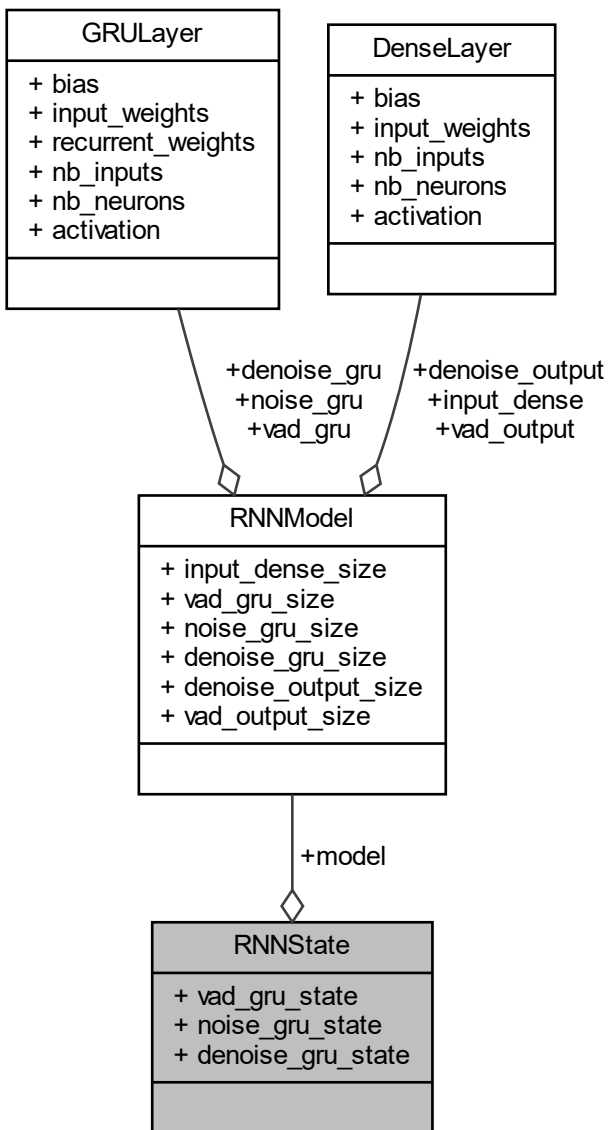 GRULayer
+ bias
+ input_weights
+ recurrent_weights
+ nb_inputs
+ nb_neurons
+ activation
DenseLayer
+ bias
+ input_weights
+ nb_inputs
+ nb_neurons
+ activation
+denoise_gru
+noise_gru
+vad_gru
+denoise_output
+input_dense
+vad_output
RNNModel
+ input_dense_size
+ vad_gru_size
+ noise_gru_size
+ denoise_gru_size
+ denoise_output_size
+ vad_output_size
+model
RNNState
+ vad_gru_state
+ noise_gru_state
+ denoise_gru_state